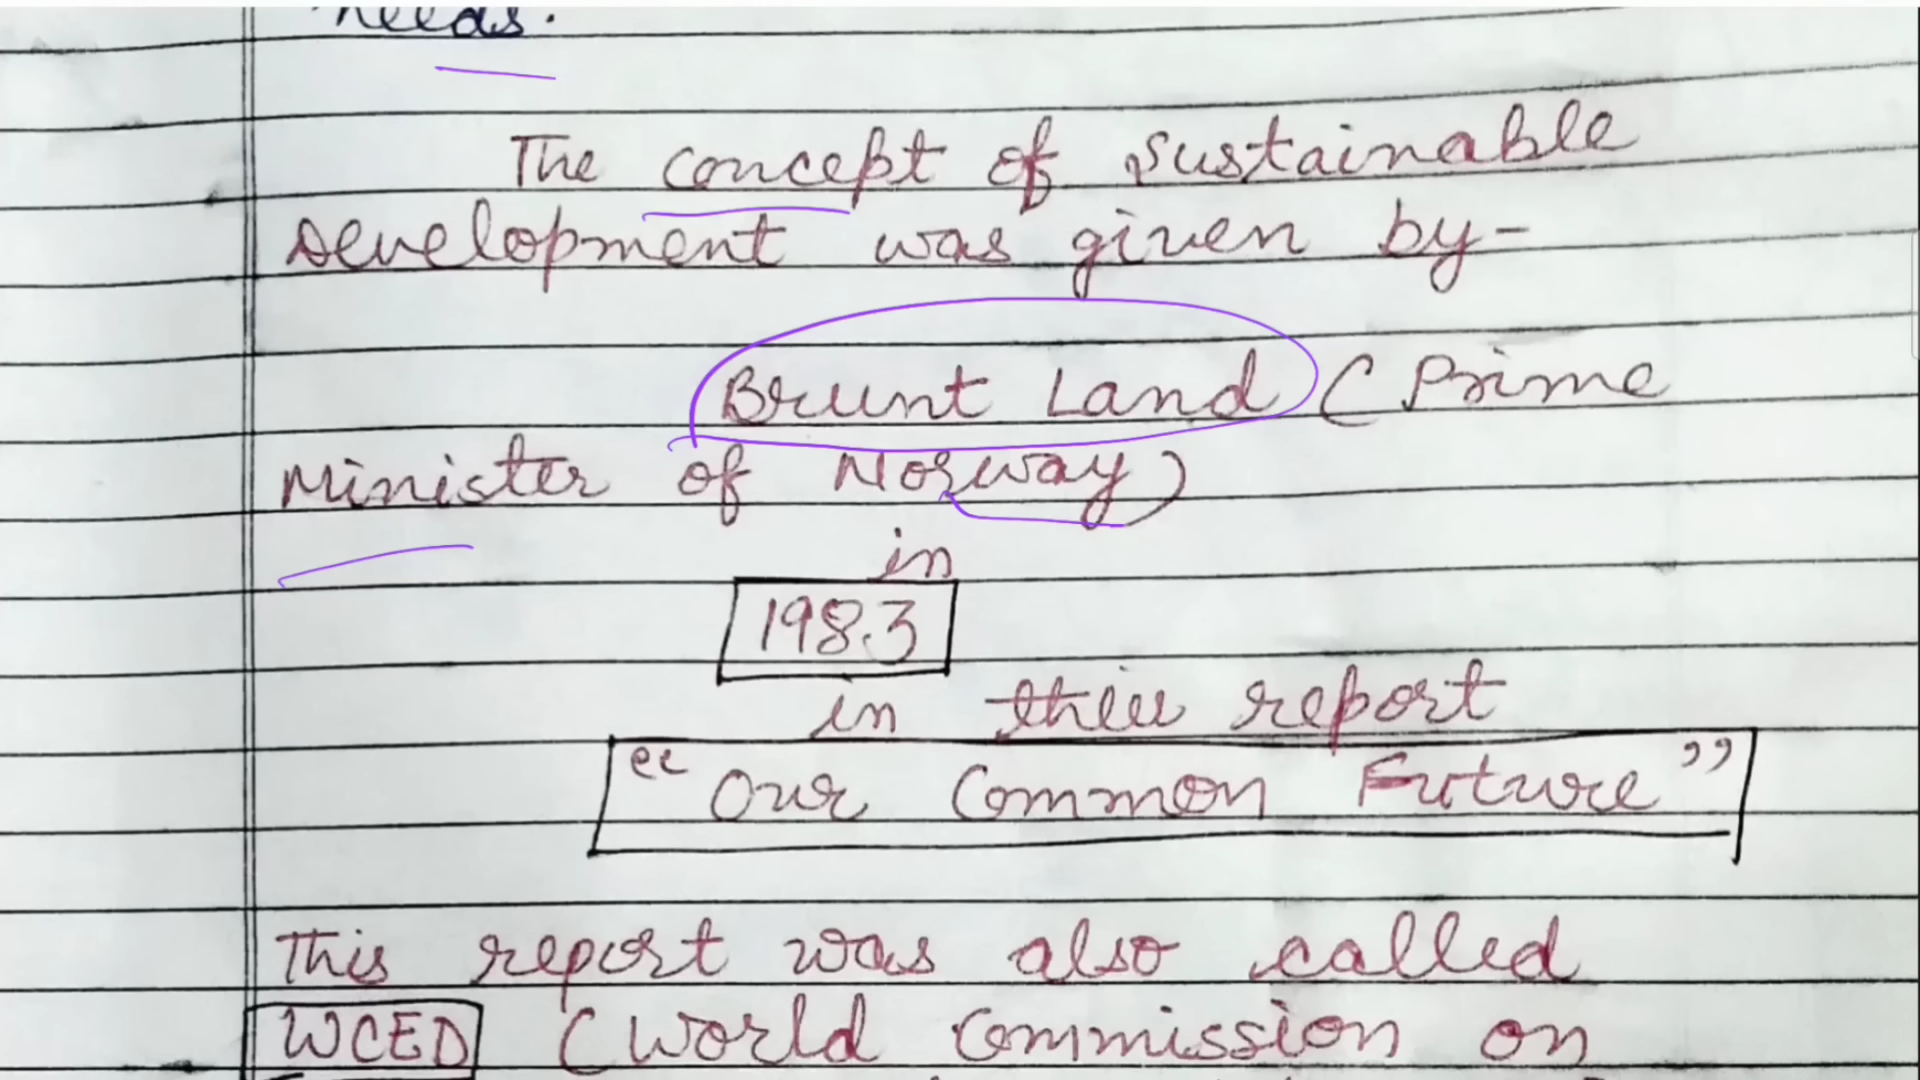 needs.
The concept of sustainable
Development was given by-
Brunt Land (Prime
Minister of Norway)
in
1983
in their report
"Our Common Future"
This report was also called
WCED (World Commission on